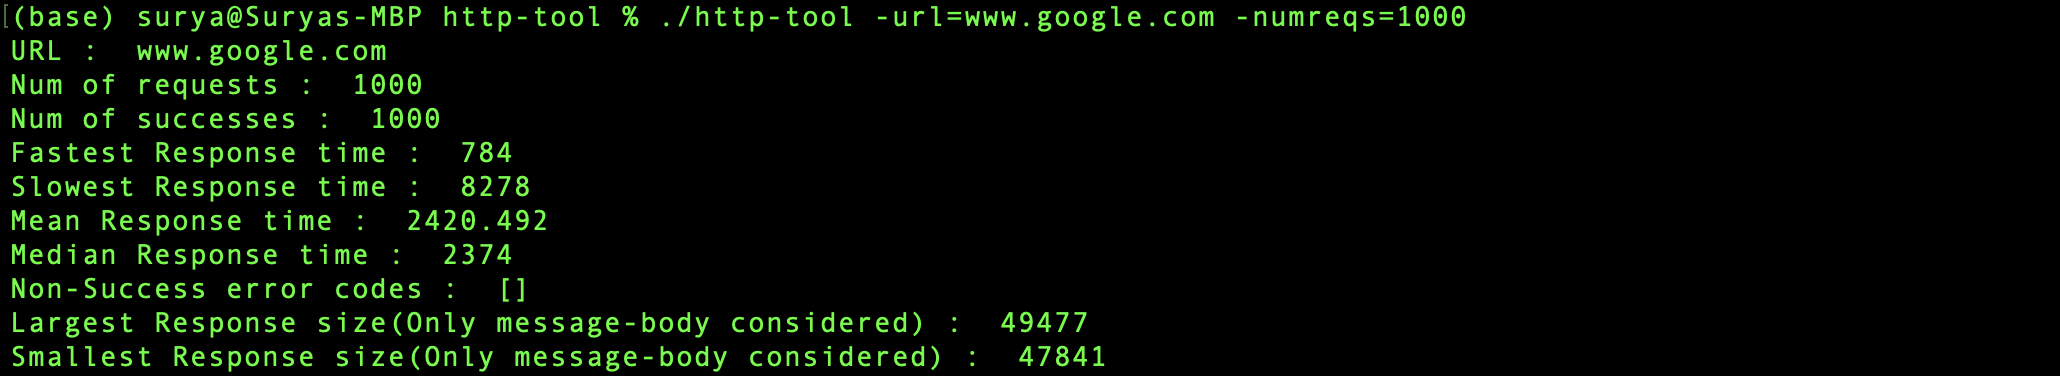 [(base) surya@Suryas-MBP http-tool % ./http-tool -url=www.google.com -numreqs=1000
URL :  www.google.com
Num of requests :  1000
Num of successes :  1000
Fastest Response time :  784
Slowest Response time :  8278
Mean Response time :  2420.492
Median Response time :  2374
Non-Success error codes :  []
Largest Response size(Only message-body considered) :  49477
Smallest Response size(Only message-body considered) :  47841